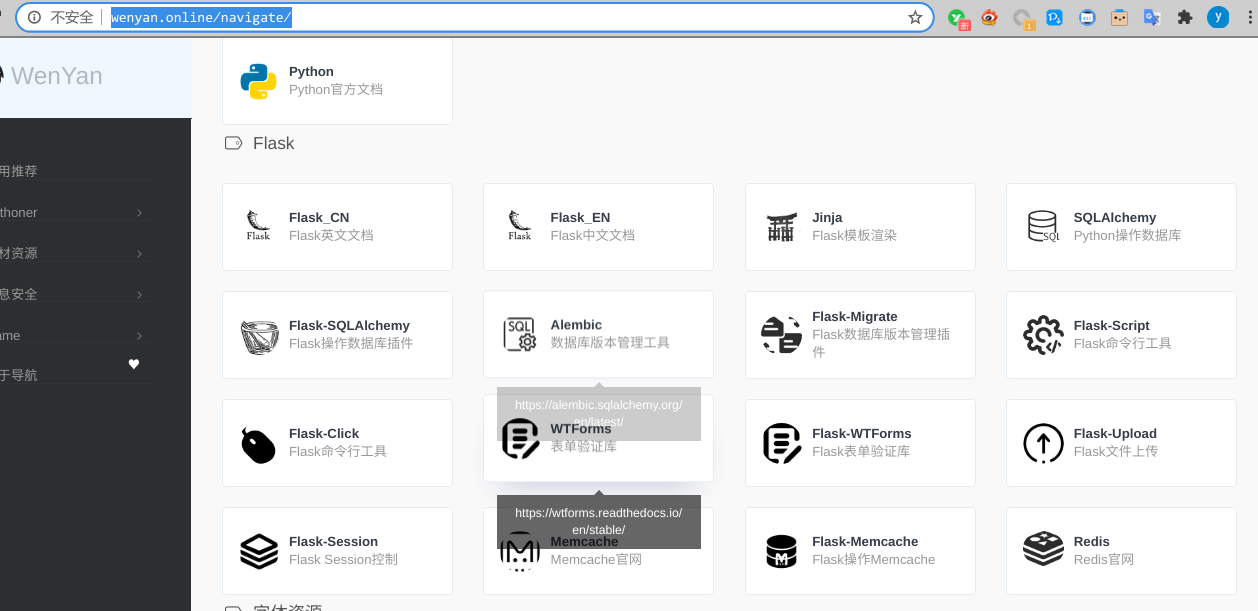 不安全 wenyan.online/navigate/
新
1
y
WenYan
用推荐
thoner
材资源
息安全
ame
于导航
Python
Python官方文档
Flask
Flask
Flask_CN
Flask英文文档
Flask
Flask_EN
Flask中文文档
Jinja
Flask模板渲染
SQL
SQLAlchemy
Python操作数据库
Flask-SQLAlchemy
Flask操作数据库插件
SQL
Alembic
数据库版本管理工具
Flask-Migrate
Flask数据库版本管理插
件
Flask-Script
Flask命令行工具
https://alembic.sqlalchemy.org/
en/latest/
Flask-Click
Flask命令行工具
WTForms
表单验证库
Flask-WTForms
Flask表单验证库
Flask-Upload
Flask文件上传
https://wtforms.readthedocs.io/
en/stable/
Flask-Session
Flask Session控制
Memcache
Memcache官网
Flask-Memcache
Flask操作Memcache
Redis
Redis官网
字体资源